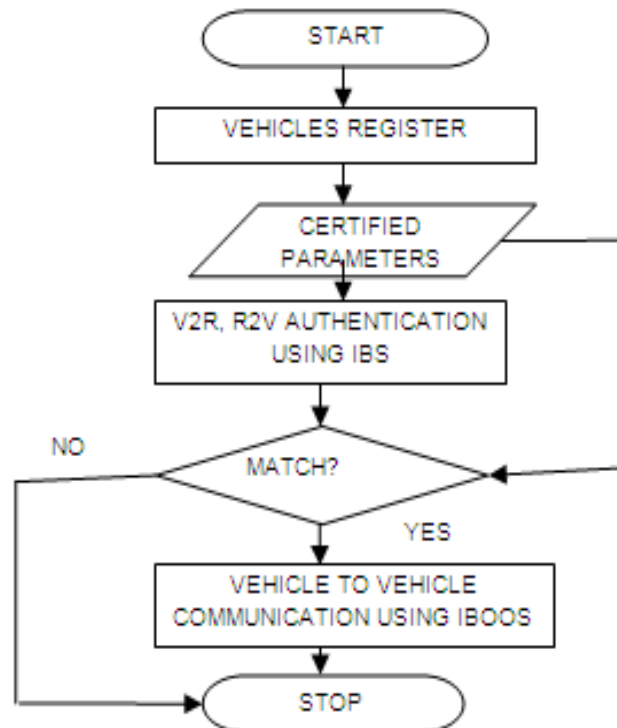 START
VEHICLES REGISTER
CERTIFIED
PARAMETERS
V2R, R2V AUTHENTICATION
USING IBS
NO
MATCH?
YES
VEHICLE TO VEHICLE
COMMUNICATION USING IBOOS
STOP